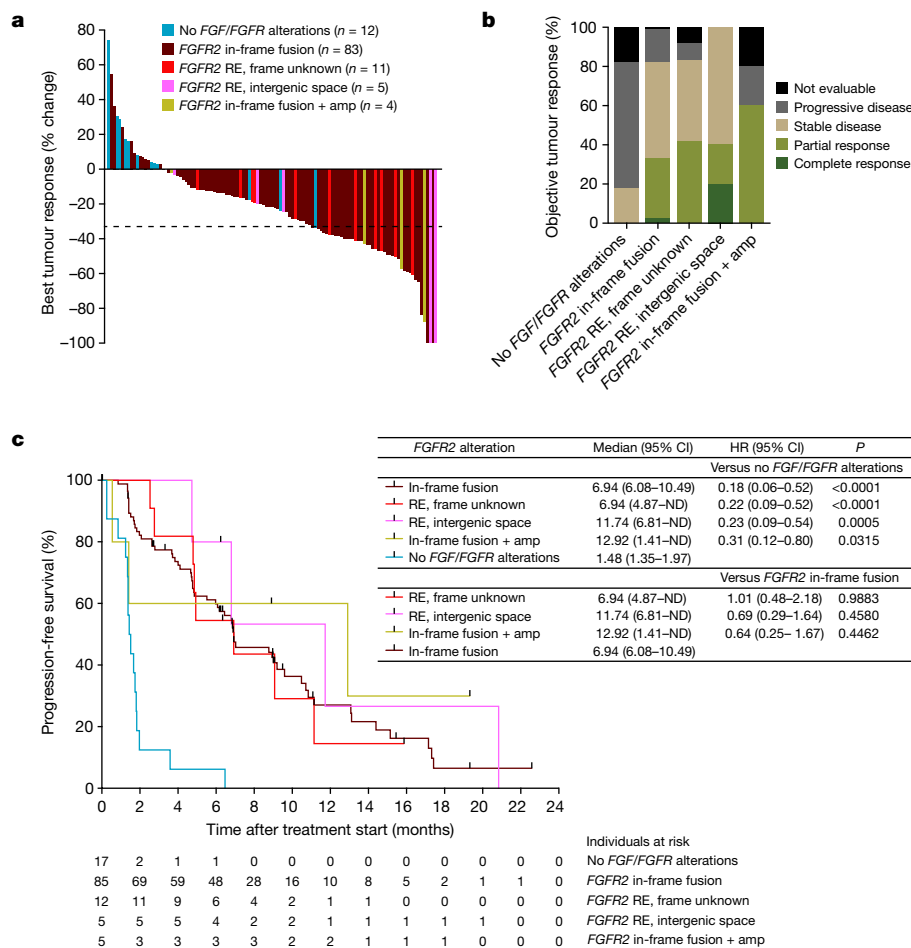 a
80
60
40
20
0
−20
−40
−60
−80
−100
Best tumour response (% change)
No FGF/FGFR alterations (n = 12)
FGFR2 in-frame fusion (n = 83)
FGFR2 RE, frame unknown (n = 11)
FGFR2 RE, intergenic space (n = 5)
FGFR2 in-frame fusion + amp (n = 4)
b
100
80
60
40
20
0
Objective tumour response (%)
Not evaluable
Progressive disease
Stable disease
Partial response
Complete response
No FGF/FGFR alterations
FGFR2 in-frame fusion
FGFR2 RE, frame unknown
FGFR2 RE, intergenic space
FGFR2 in-frame fusion + amp
c
FGFR2 alteration Median (95% CI) HR (95% CI) P
Versus no FGF/FGFR alterations
In-frame fusion 6.94 (6.08–10.49) 0.18 (0.06–0.52) <0.0001
RE, frame unknown 6.94 (4.87–ND) 0.22 (0.09–0.52) <0.0001
RE, intergenic space 11.74 (6.81–ND) 0.23 (0.09–0.54) 0.0005
In-frame fusion + amp 12.92 (1.41–ND) 0.31 (0.12–0.80) 0.0315
No FGF/FGFR alterations 1.48 (1.35–1.97)
Versus FGFR2 in-frame fusion
RE, frame unknown 6.94 (4.87–ND) 1.01 (0.48–2.18) 0.9883
RE, intergenic space 11.74 (6.81–ND) 0.69 (0.29–1.64) 0.4580
In-frame fusion + amp 12.92 (1.41–ND) 0.64 (0.25– 1.67) 0.4462
In-frame fusion 6.94 (6.08–10.49)
100
80
60
40
20
0
Progression-free survival (%)
0 2 4 6 8 10 12 14 16 18 20 22 24
Time after treatment start (months)
Individuals at risk
17 2 1 1 0 0 0 0 0 0 0 0 0 No FGF/FGFR alterations
85 69 59 48 28 16 10 8 5 2 1 1 0 FGFR2 in-frame fusion
12 11 9 6 4 2 1 1 0 0 0 0 0 FGFR2 RE, frame unknown
5 5 5 4 2 2 1 1 1 1 1 0 0 FGFR2 RE, intergenic space
5 3 3 3 3 2 2 1 1 1 0 0 0 FGFR2 in-frame fusion + amp